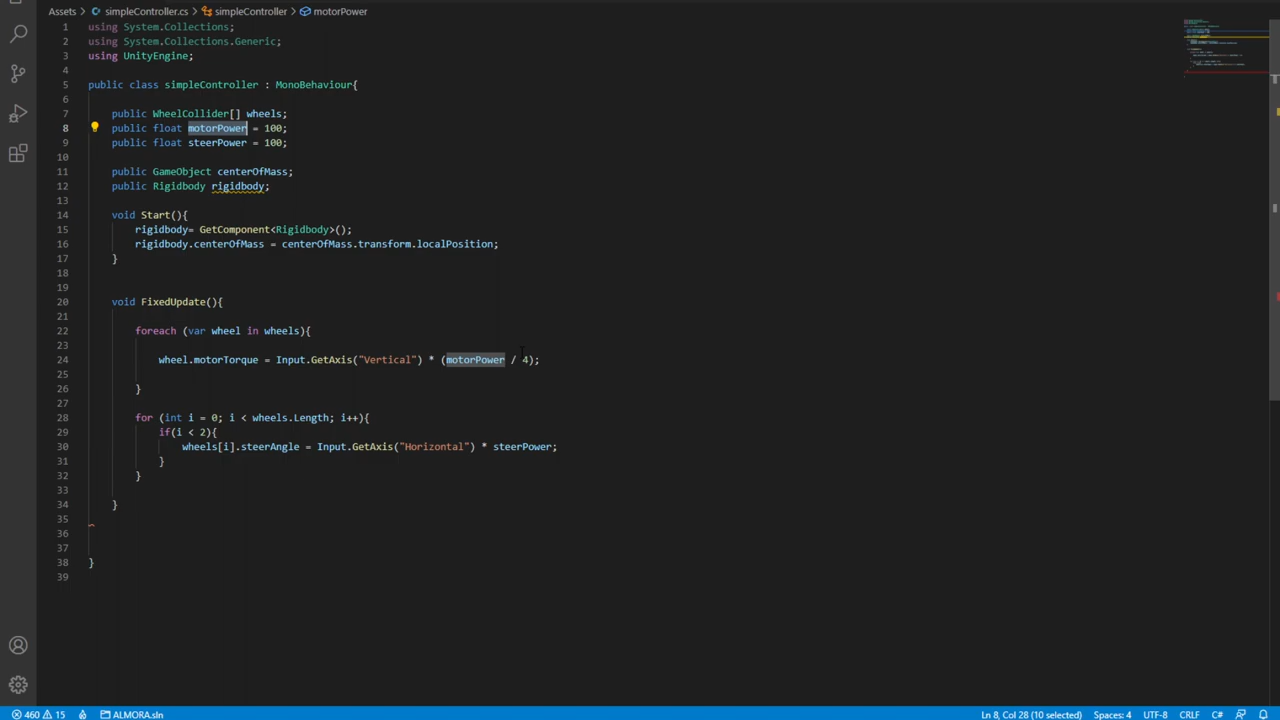 Assets > simpleController.cs > simpleController > motorPower
1 using System.Collections;
2 using System.Collections.Generic;
3 using UnityEngine;
4
5 public class simpleController : MonoBehaviour{
6
7 public WheelCollider[] wheels;
8 public float motorPower = 100;
9 public float steerPower = 100;
10
11 public GameObject centerOfMass;
12 public Rigidbody rigidbody;
13
14 void Start(){
15 rigidbody= GetComponent<Rigidbody>();
16 rigidbody.centerOfMass = centerOfMass.transform.localPosition;
17 }
18
19
20 void FixedUpdate(){
21
22 foreach (var wheel in wheels){
23
24 wheel.motorTorque = Input.GetAxis("Vertical") * (motorPower / 4);
25
26 }
27
28 for (int i = 0; i < wheels.Length; i++){
29 if(i < 2){
30 wheels[i].steerAngle = Input.GetAxis("Horizontal") * steerPower;
31 }
32 }
33
34 }
35
36
37
38 }
39
460 15 ALMORA.sln Ln 8, Col 28 (10 selected) Spaces: 4 UTF-8 CRLF C#